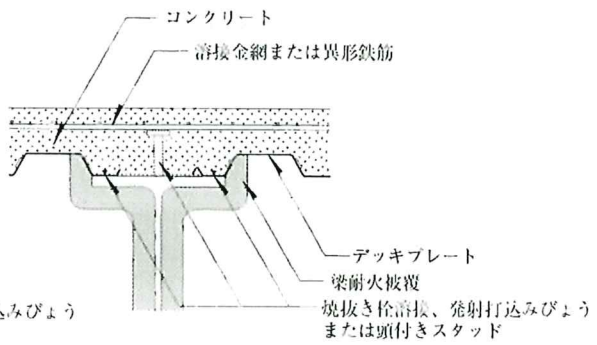 コンクリート
溶接金網または異形鉄筋
デッキプレート
梁耐火被覆
込みびょう
焼抜き栓溶接、発射打込みびょう
または頭付きスタッド